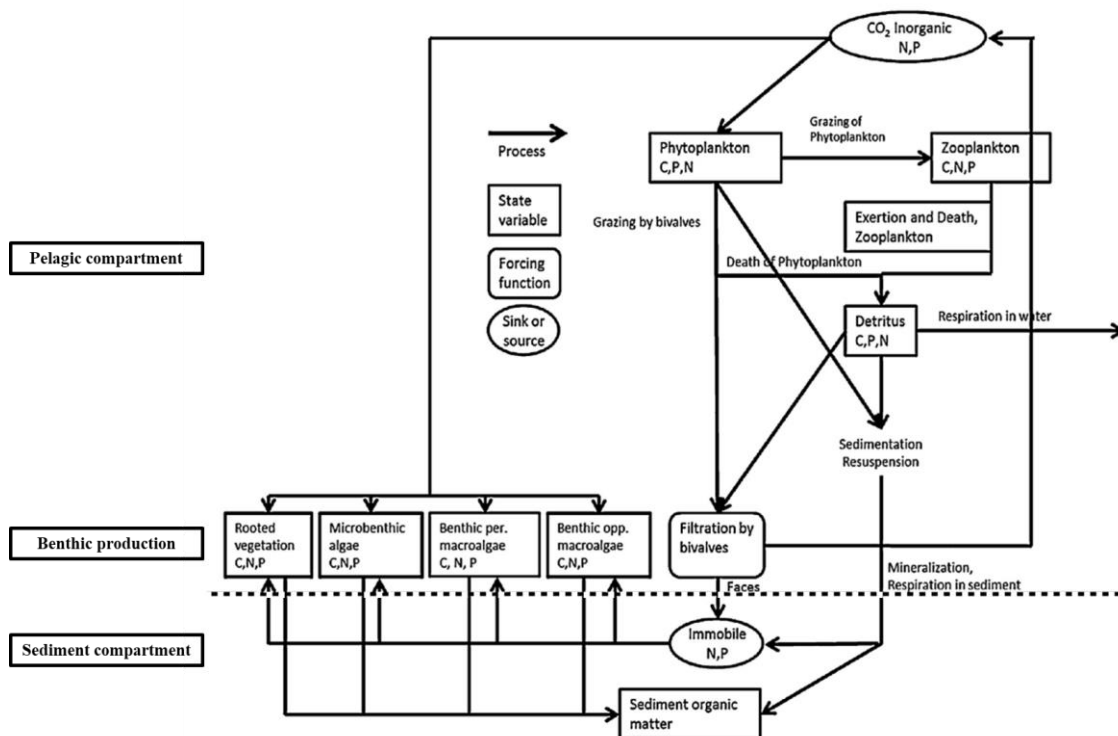 CO₂ Inorganic
N,P
Process
State
variable
Forcing
function
Sink or
source
Phytoplankton
C,P,N
Grazing of
Phytoplankton
Zooplankton
C,N,P
Grazing by bivalves
Exertion and Death,
Zooplankton
Pelagic compartment
Death of Phytoplankton
Detritus
C,P,N
Respiration in water
Sedimentation
Resuspension
Benthic production
Rooted
vegetation
C,N,P
Microbenthic
algae
C,N,P
Benthic per.
macroalgae
C, N, P
Benthic opp.
macroalgae
C,N,P
Filtration by
bivalves
Mineralization,
Respiration in sediment
Faces
Sediment compartment
Immobile
N,P
Sediment organic
matter